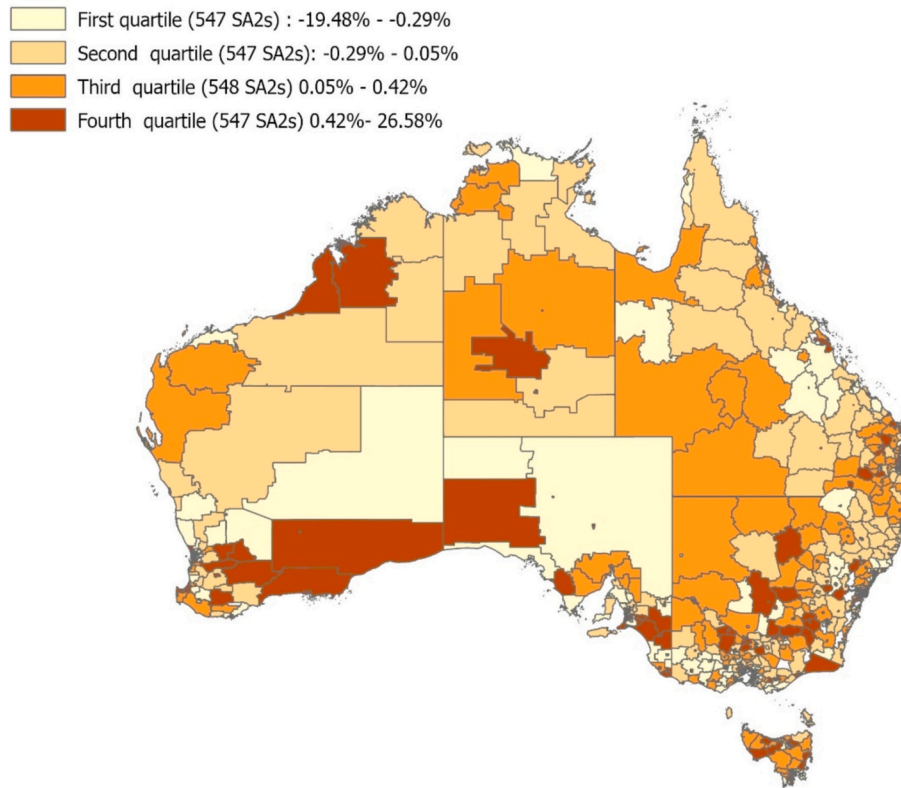 First quartile (547 SA2s) : -19.48% - -0.29%
Second quartile (547 SA2s): -0.29% - 0.05%
Third quartile (548 SA2s) 0.05% - 0.42%
Fourth quartile (547 SA2s) 0.42%- 26.58%